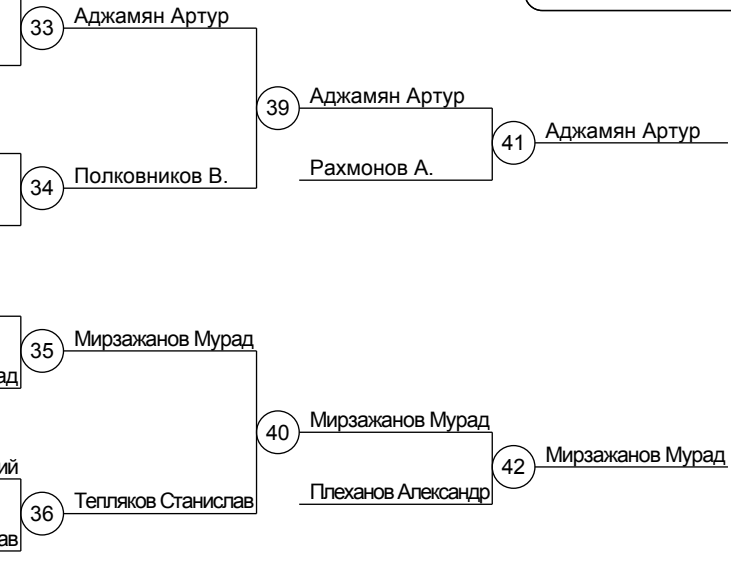 33 Аджамян Артур
39 Аджамян Артур
41 Аджамян Артур
Рахмонов А.
34 Полковников В.
35 Мирзажанов Мурад
40 Мирзажанов Мурад
42 Мирзажанов Мурад
Плеханов Александр
36 Тепляков Станислав